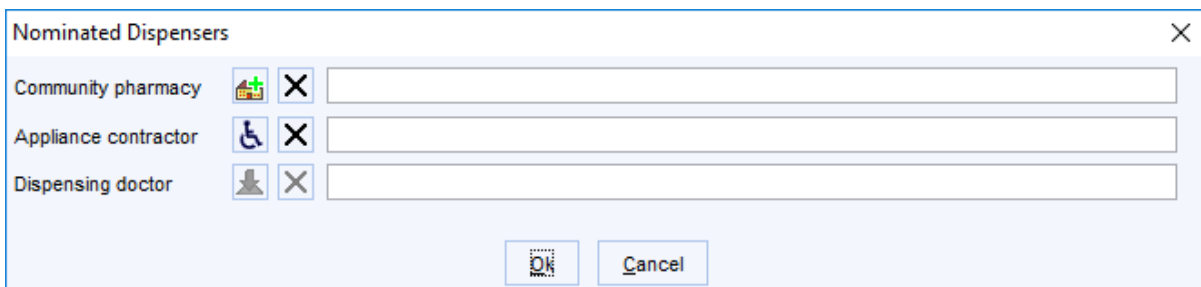 Nominated Dispensers
Community pharmacy
Appliance contractor
Dispensing doctor
Ok Cancel